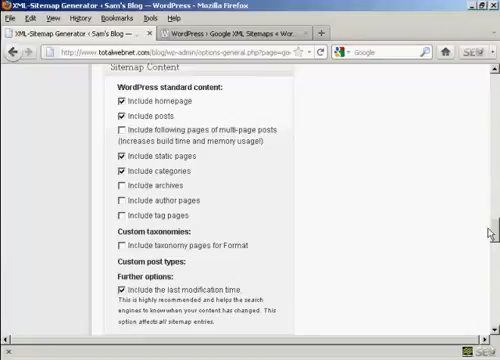 XML-Sitemap Generator ‹ Sam's Blog — WordPress - Mozilla Firefox
File Edit View History Bookmarks Tools Help
XML-Sitemap Generator ‹ Sam's Blog — ... × WordPress › Google XML Sitemaps « Wor... × +
http://www.totalwebnet.com/blog/wp-admin/options-general.php?page=go Google SEO
Sitemap Content
WordPress standard content:
Include homepage
Include posts
Include following pages of multi-page posts
(Increases build time and memory usage!)
Include static pages
Include categories
Include archives
Include author pages
Include tag pages
Custom taxonomies:
Include taxonomy pages for Format
Custom post types:
Further options:
Include the last modification time.
This is highly recommended and helps the search
engines to know when your content has changed. This
option affects all sitemap entries.
× SEO